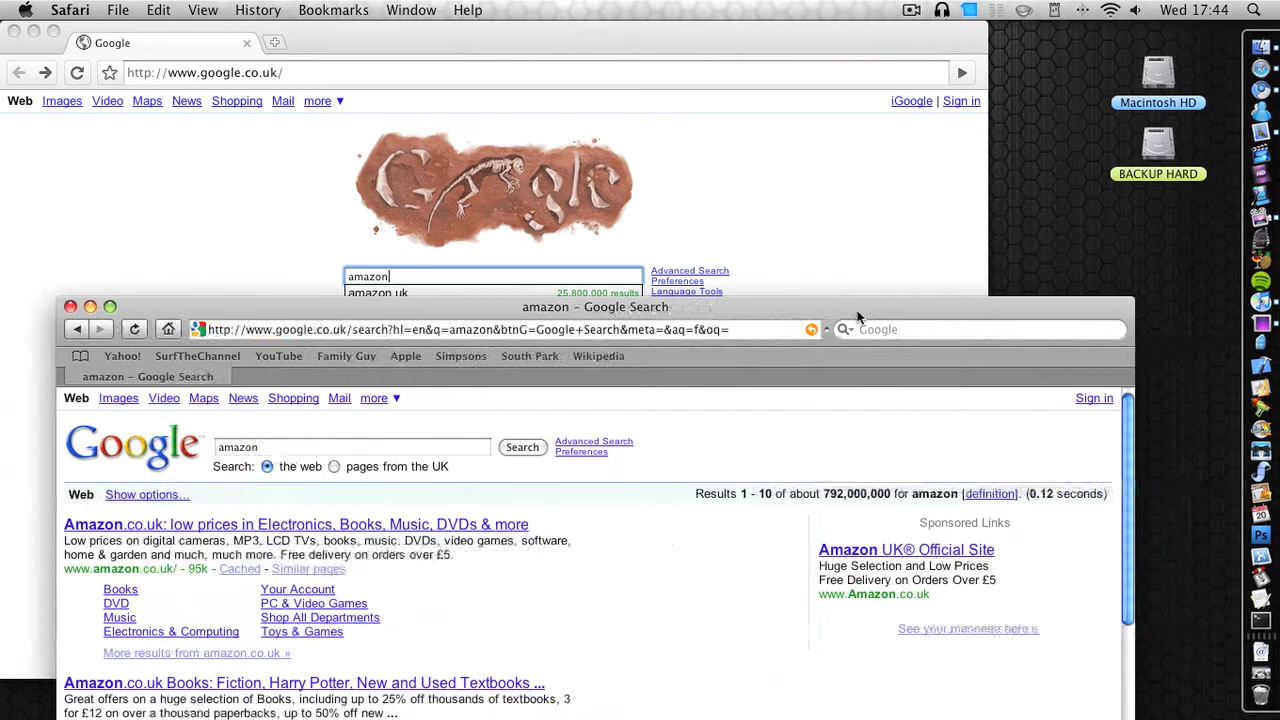 Safari File Edit View History Bookmarks Window Help Wed 17:44
Google
http://www.google.co.uk/
Web Images Video Maps News Shopping Mail more ▼ iGoogle | Sign in
Google
amazon
Advanced Search
Preferences
Language Tools
amazon uk 25,800,000 results
Macintosh HD
BACKUP HARD
amazon – Google Search
http://www.google.co.uk/search?hl=en&q=amazon&btnG=Google+Search&meta=&aq=f&oq=
Google
Yahoo! SurfTheChannel YouTube Family Guy Apple Simpsons South Park Wikipedia
amazon – Google Search
Web Images Video Maps News Shopping Mail more ▼ Sign in
Google
amazon
Search
Advanced Search
Preferences
Search: the web pages from the UK
Web Show options... Results 1 - 10 of about 792,000,000 for amazon [definition]. (0.12 seconds)
Amazon.co.uk: low prices in Electronics, Books, Music, DVDs & more
Low prices on digital cameras, MP3, LCD TVs, books, music, DVDs, video games, software,
home & garden and much, much more. Free delivery on orders over £5.
www.amazon.co.uk/ - 95k - Cached - Similar pages
Books Your Account
DVD PC & Video Games
Music Shop All Departments
Electronics & Computing Toys & Games
More results from amazon.co.uk »
Amazon.co.uk Books: Fiction, Harry Potter, New and Used Textbooks ...
Great offers on a huge selection of Books, including up to 25% off thousands of textbooks, 3
for £12 on over a thousand paperbacks, up to 50% off new ...
Sponsored Links
Amazon UK® Official Site
Huge Selection and Low Prices
Free Delivery on Orders Over £5
www.Amazon.co.uk
See your
HD
20
Ps